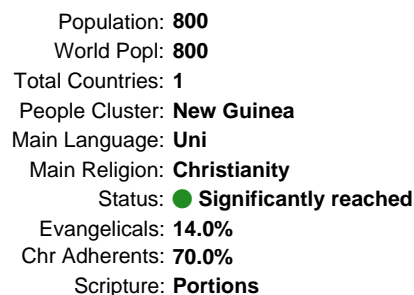 Population: 800
World Popl: 800
Total Countries: 1
People Cluster: New Guinea
Main Language: Uni
Main Religion: Christianity
Status: Significantly reached
Evangelicals: 14.0%
Chr Adherents: 70.0%
Scripture: Portions